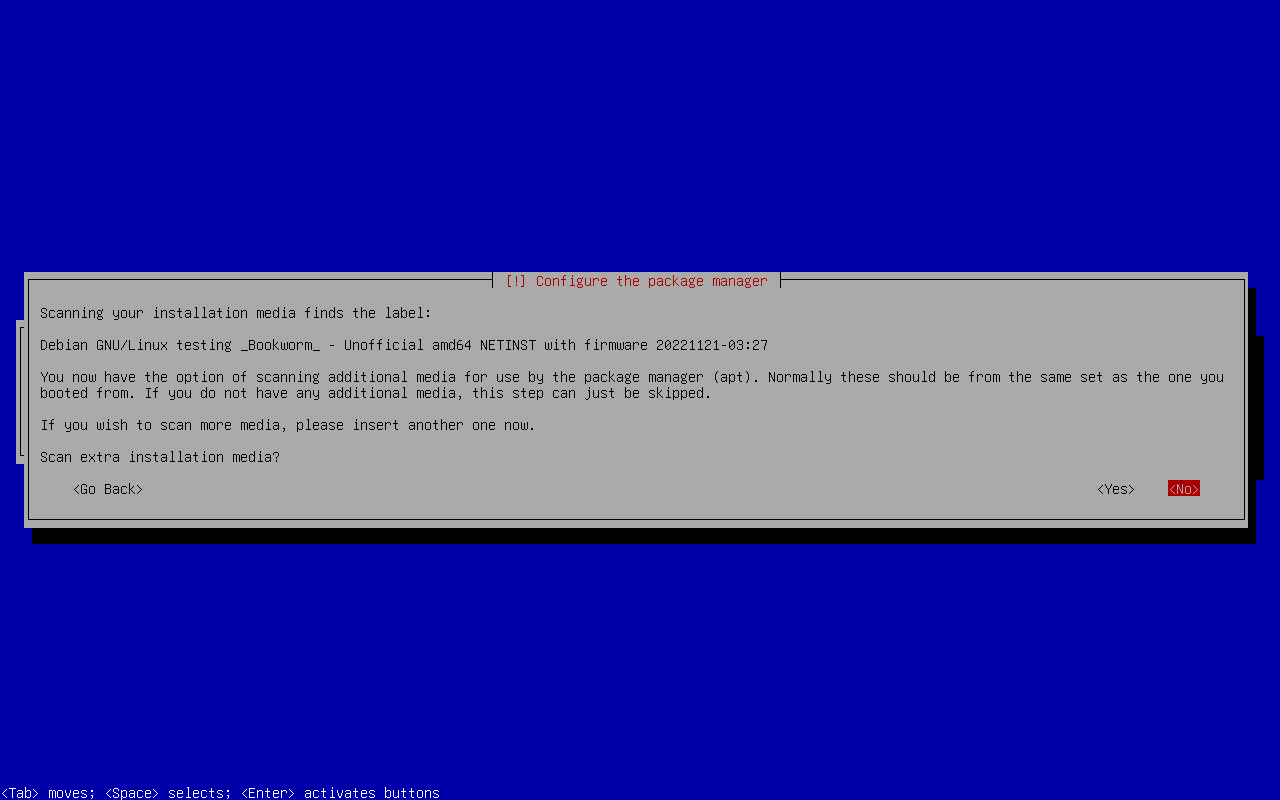 [!] Configure the package manager
Scanning your installation media finds the label:
Debian GNU/Linux testing _Bookworm_ - Unofficial amd64 NETINST with firmware 20221121-03:27
You now have the option of scanning additional media for use by the package manager (apt). Normally these should be from the same set as the one you
booted from. If you do not have any additional media, this step can just be skipped.
If you wish to scan more media, please insert another one now.
Scan extra installation media?
<Go Back> <Yes> <No>
<Tab> moves; <Space> selects; <Enter> activates buttons